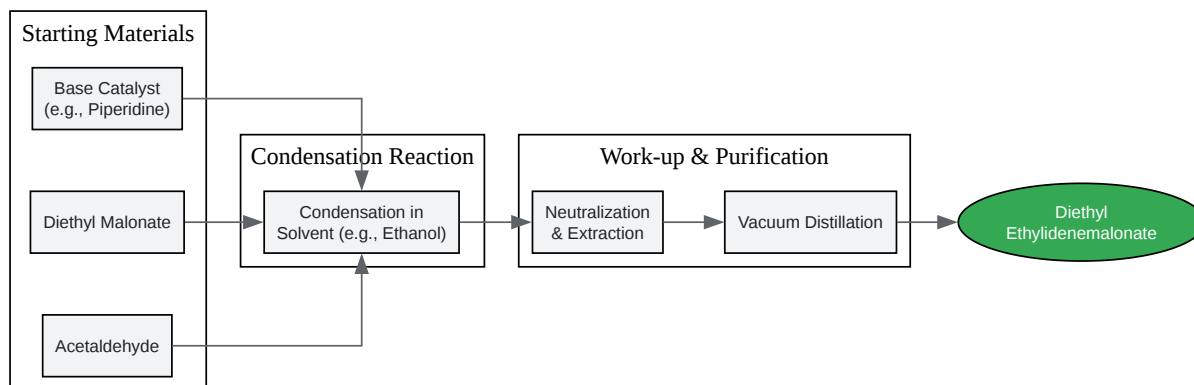 Starting Materials
Base Catalyst
(e.g., Piperidine)
Diethyl Malonate
Acetaldehyde
Condensation Reaction
Condensation in
Solvent (e.g., Ethanol)
Work-up & Purification
Neutralization
& Extraction
Vacuum Distillation
Diethyl
Ethylidenemalonate